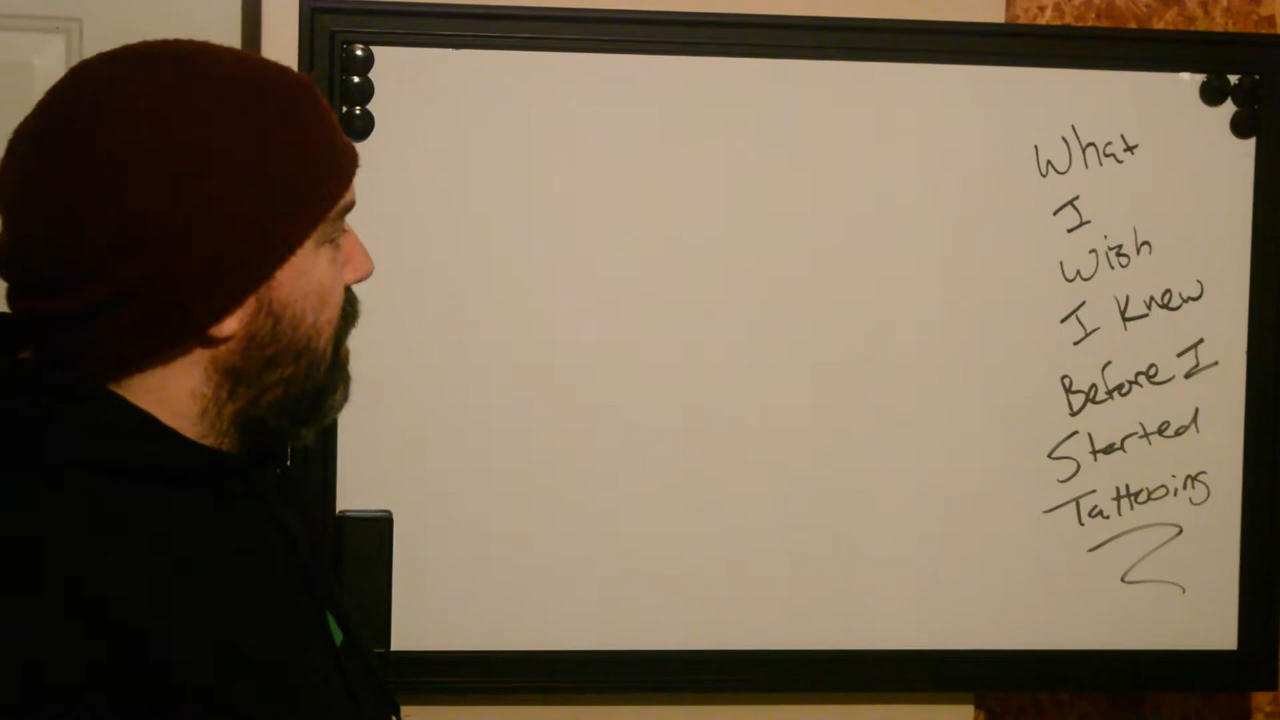 What
I
Wish
I Knew
Before I
Started
Tattooing